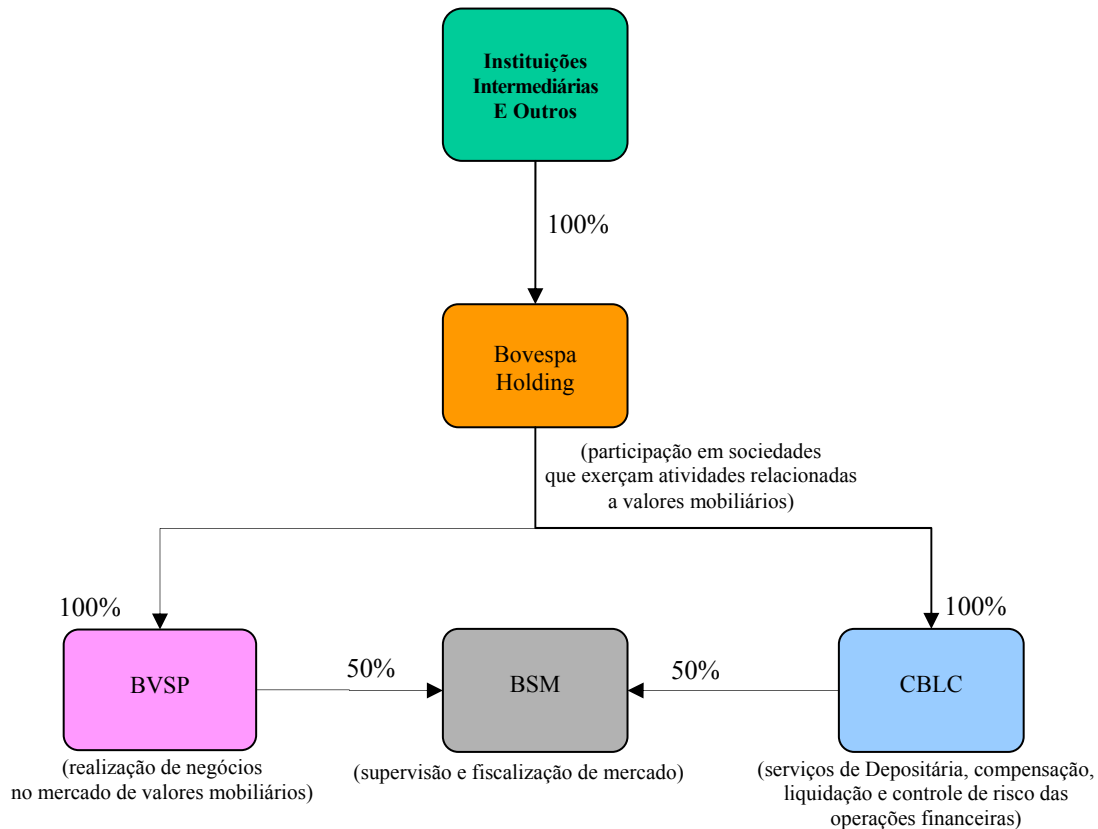 Instituições
Intermediárias
E Outros
100%
Bovespa
Holding
(participação em sociedades
que exerçam atividades relacionadas
a valores mobiliários)
100%
100%
BVSP
50%
BSM
50%
CBLC
(realização de negócios
no mercado de valores mobiliários)
(supervisão e fiscalização de mercado)
(serviços de Depositária, compensação,
liquidação e controle de risco das
operações financeiras)